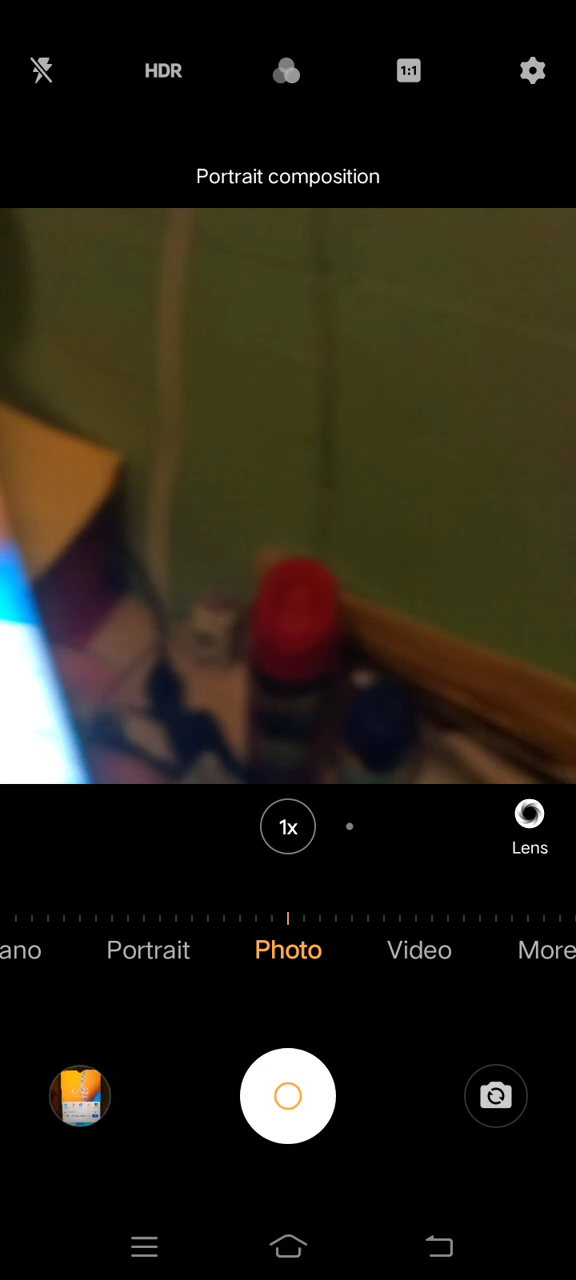 HDR
1:1
Portrait composition
1x
Lens
ano
Portrait
Photo
Video
More